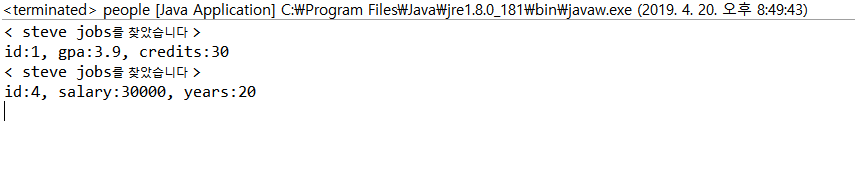 <terminated> people [Java Application] C:₩Program Files₩Java₩jre1.8.0_181₩bin₩javaw.exe (2019. 4. 20. 오후 8:49:43)
< steve jobs를 찾았습니다 >
id:1, gpa:3.9, credits:30
< steve jobs를 찾았습니다 >
id:4, salary:30000, years:20